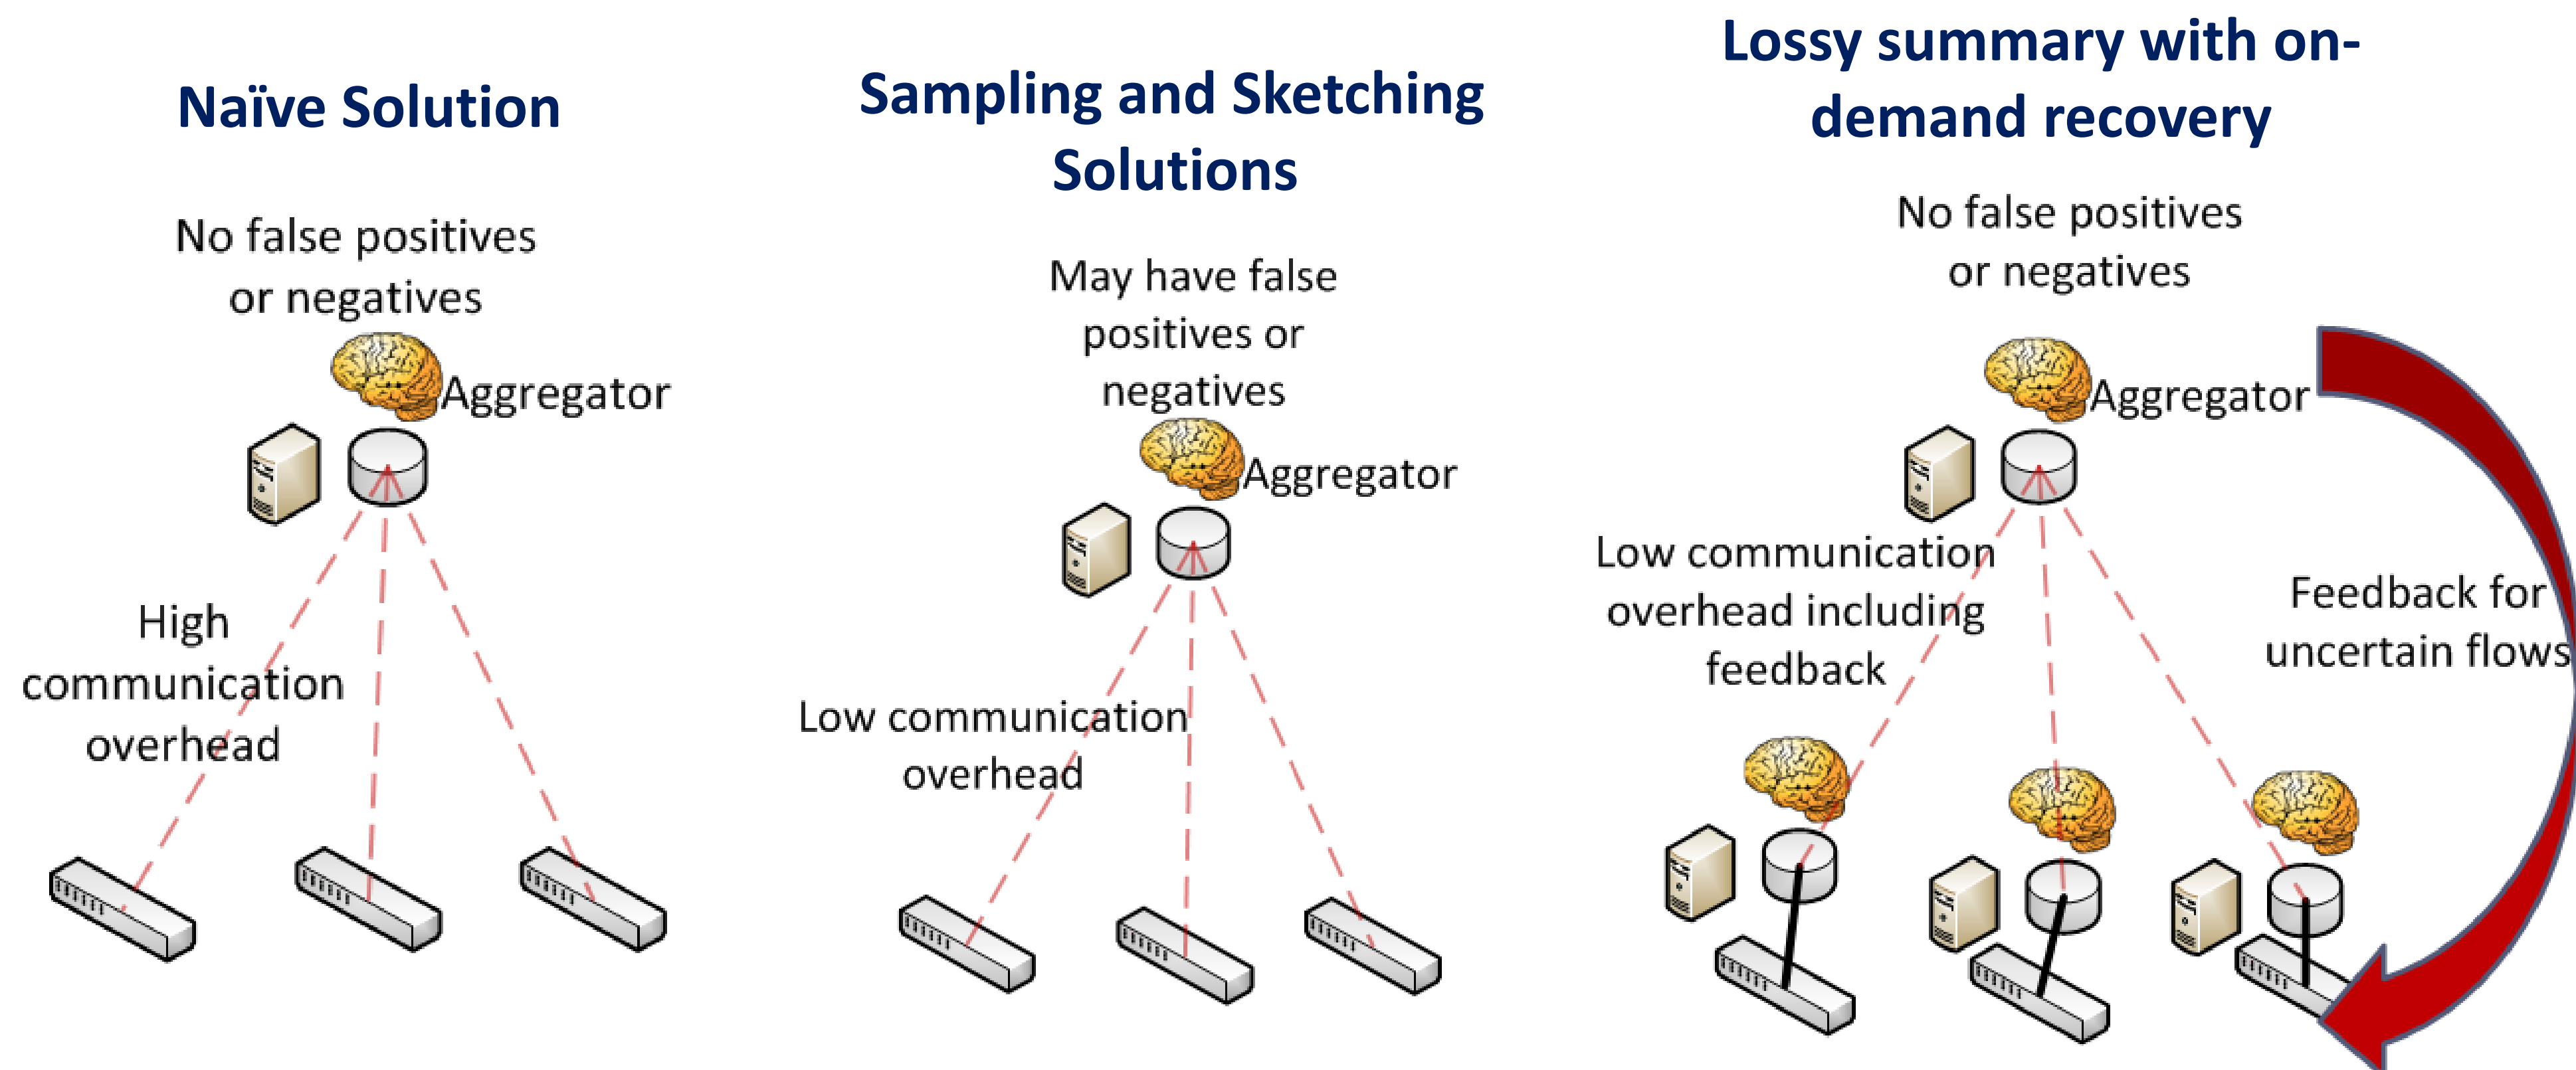 Naïve Solution
No false positives
or negatives
Aggregator
High
communication
overhead
Sampling and Sketching
Solutions
May have false
positives or
negatives
Aggregator
Low communication
overhead
Lossy summary with on-
demand recovery
No false positives
or negatives
Aggregator
Low communication
overhead including
feedback
Feedback for
uncertain flows